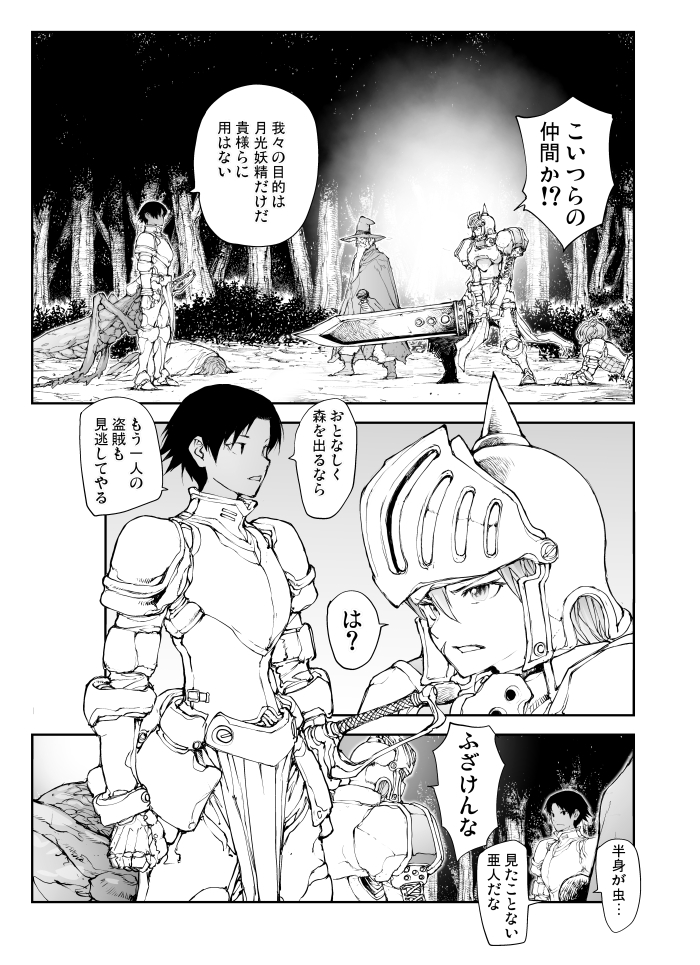 こいつらの
仲間か!?
我々の目的は
月光妖精だけだ
貴様らに
用はない
おとなしく
森を出るなら
もう一人の
盗賊も
見逃してやる
は？
ふざけんな
半身が虫…
見たことない
亜人だな